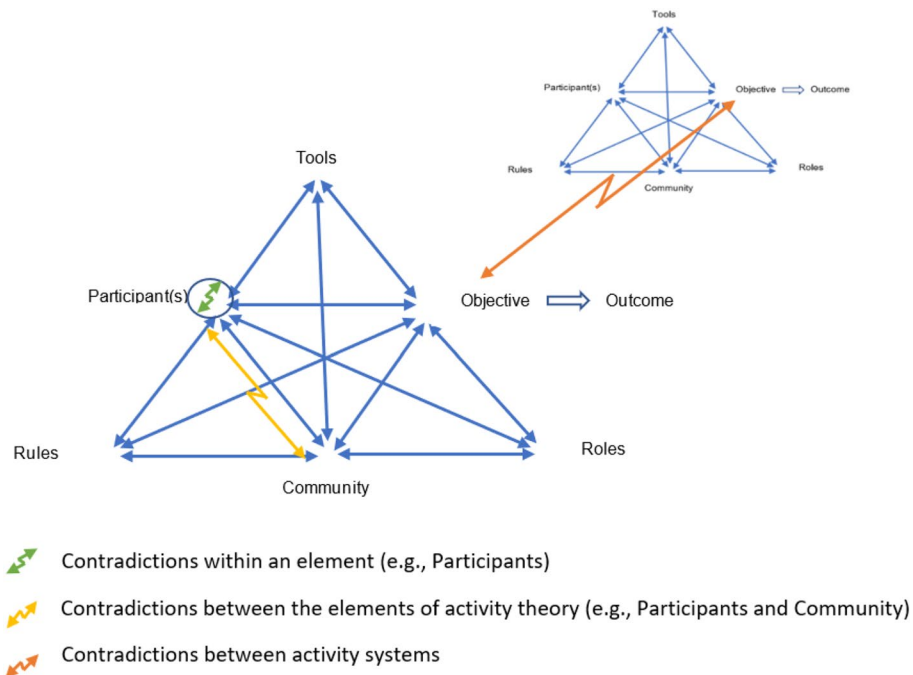 Tools
Participant(s)
Objective
Outcome
Rules
Roles
Community
Tools
Participant(s)
Objective
Outcome
Rules
Roles
Community
Contradictions within an element (e.g., Participants)
Contradictions between the elements of activity theory (e.g., Participants and Community)
Contradictions between activity systems